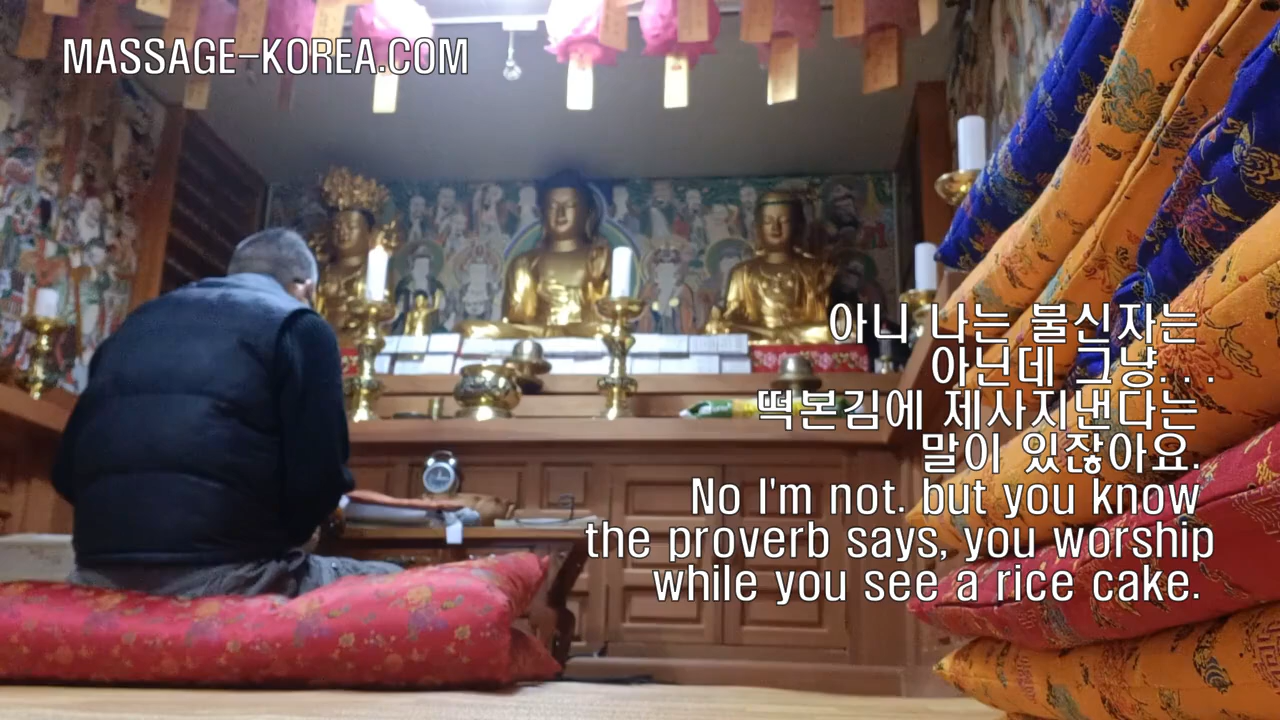 MASSAGE-KOREA.COM
아니 나는 불신자는
아닌데 그냥. . .
떡본김에 제사지낸다는
말이 있잖아요.
No I'm not. but you know
the proverb says, you worship
while you see a rice cake.